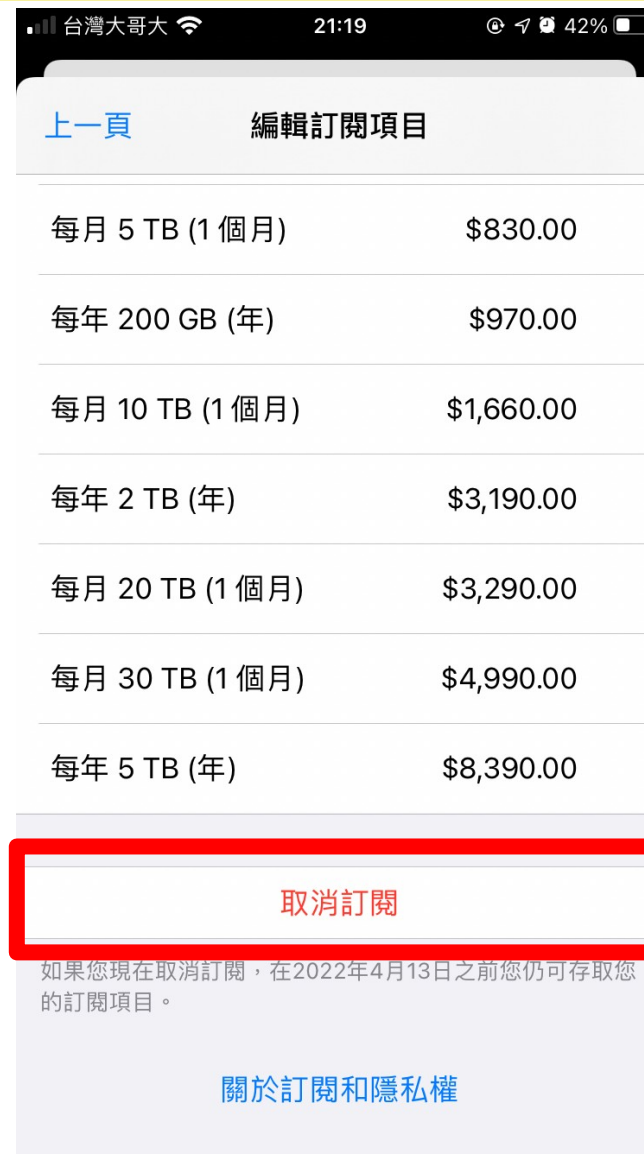 台灣大哥大 21:19 42%
上一頁 編輯訂閱項目
每月 5 TB (1 個月) $830.00
每年 200 GB (年) $970.00
每月 10 TB (1 個月) $1,660.00
每年 2 TB (年) $3,190.00
每月 20 TB (1 個月) $3,290.00
每月 30 TB (1 個月) $4,990.00
每年 5 TB (年) $8,390.00
取消訂閱
如果您現在取消訂閱，在2022年4月13日之前您仍可存取您
的訂閱項目。
關於訂閱和隱私權